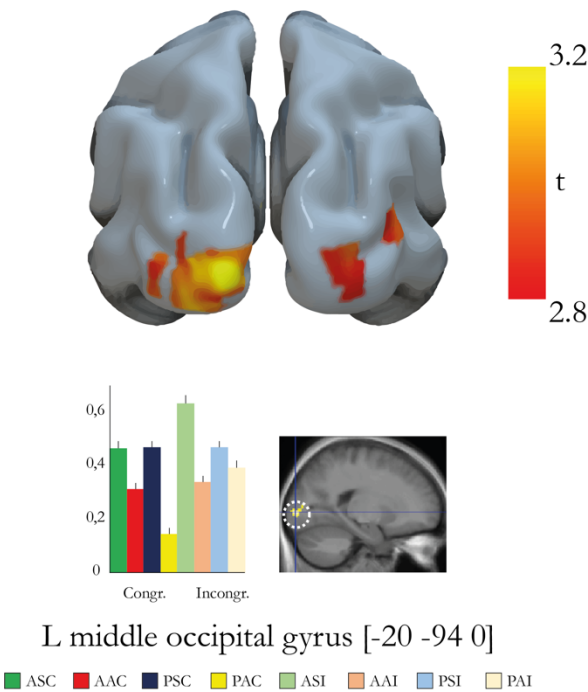 3.2
t
2.8
0,6
0,4
0,2
0
Congr. Incongr.
L middle occipital gyrus [-20 -94 0]
ASC AAC PSC PAC ASI AAI PSI PAI